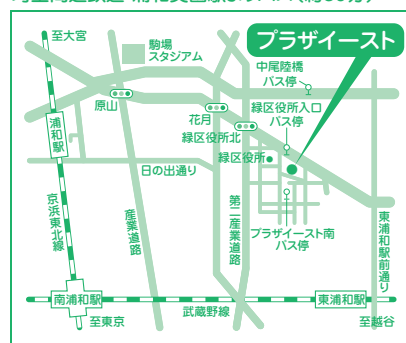 至大宮
駒場
スタジアム
プラザイースト
中尾陸橋
バス停
原山
花月
緑区役所入口
バス停
緑区役所北
浦和駅
緑区役所
日の出通り
京浜東北線
産業道路
第二産業道路
プラザイースト南
バス停
東浦和駅前通り
南浦和駅
武蔵野線
東浦和駅
至東京
至越谷